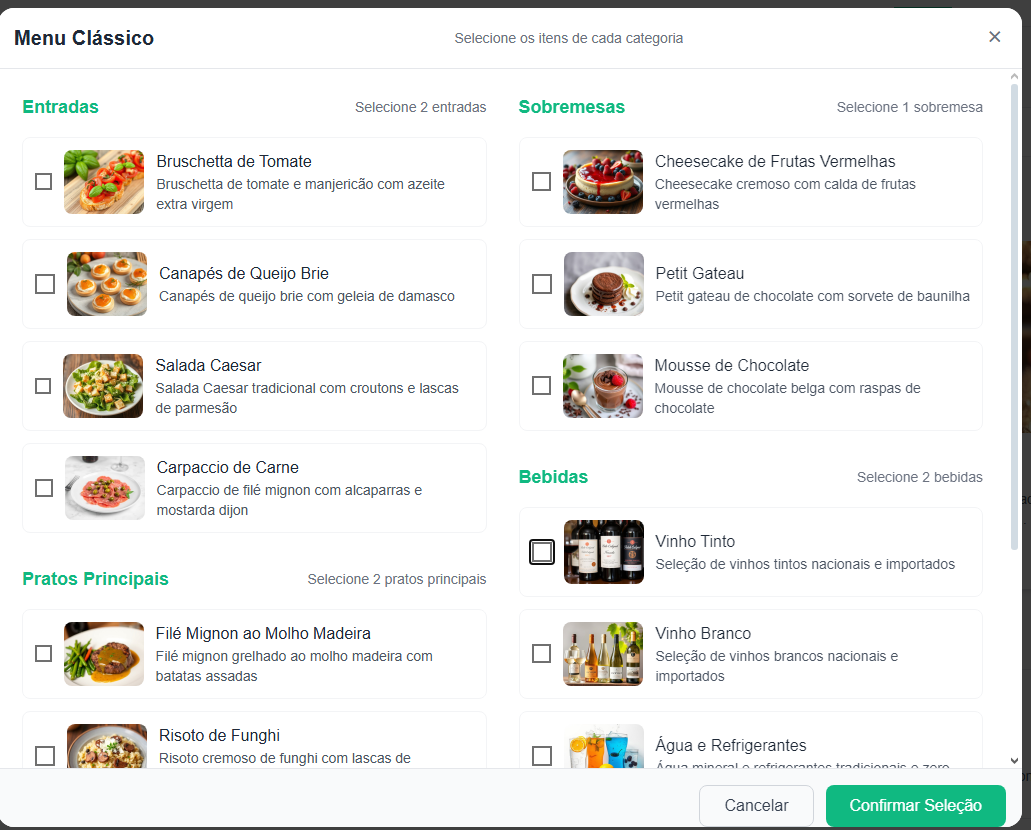 Menu Clássico
Selecione os itens de cada categoria
Entradas
Selecione 2 entradas
Bruschetta de Tomate
Bruschetta de tomate e manjericão com azeite
extra virgem
Canapés de Queijo Brie
Canapés de queijo brie com geleia de damasco
Salada Caesar
Salada Caesar tradicional com croutons e lascas
de parmesão
Carpaccio de Carne
Carpaccio de filé mignon com alcaparras e
mostarda dijon
Pratos Principais
Selecione 2 pratos principais
Filé Mignon ao Molho Madeira
Filé mignon grelhado ao molho madeira com
batatas assadas
Risoto de Funghi
Risoto cremoso de funghi com lascas de
Sobremesas
Selecione 1 sobremesa
Cheesecake de Frutas Vermelhas
Cheesecake cremoso com calda de frutas
vermelhas
Petit Gateau
Petit gateau de chocolate com sorvete de baunilha
Mousse de Chocolate
Mousse de chocolate belga com raspas de
chocolate
Bebidas
Selecione 2 bebidas
Vinho Tinto
Seleção de vinhos tintos nacionais e importados
Vinho Branco
Seleção de vinhos brancos nacionais e
importados
Água e Refrigerantes
Água mineral e refrigerantes tradicionais e zero
Cancelar
Confirmar Seleção